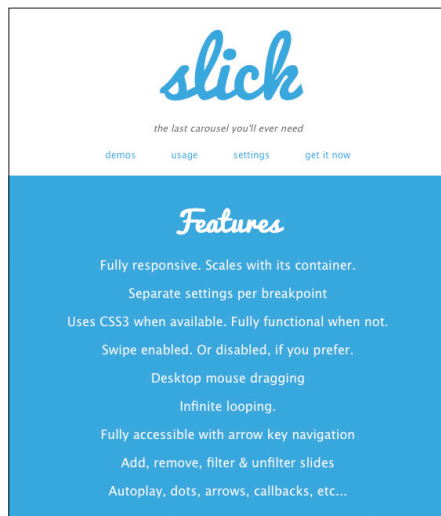 slick
the last carousel you'll ever need
demos usage settings get it now
Features
Fully responsive. Scales with its container.
Separate settings per breakpoint
Uses CSS3 when available. Fully functional when not.
Swipe enabled. Or disabled, if you prefer.
Desktop mouse dragging
Infinite looping.
Fully accessible with arrow key navigation
Add, remove, filter & unfilter slides
Autoplay, dots, arrows, callbacks, etc...